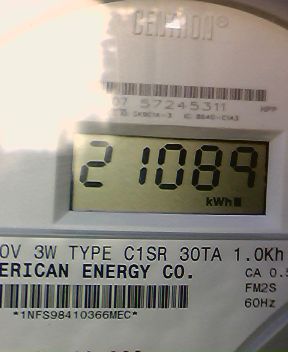 CENTRON®
07 57245311 HPP
21089
kWh
0V 3W TYPE C1SR 30TA 1.0Kh
ERICAN ENERGY CO. CA 0.5
FM2S
*1NFS98410366MEC* 60Hz